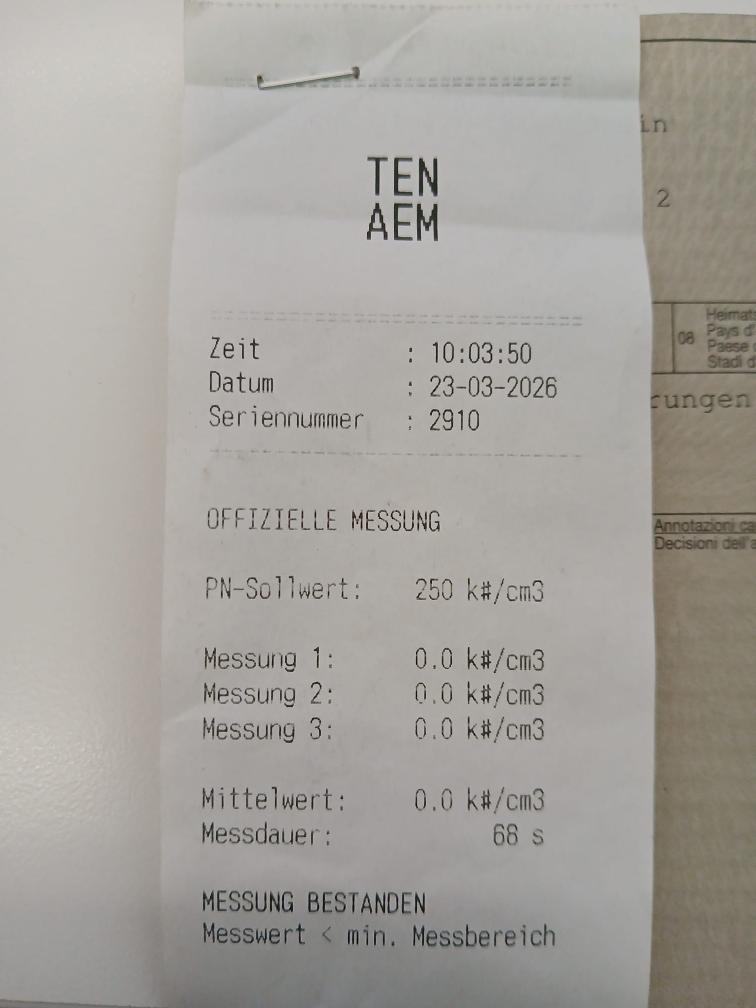 TEN
AEM
Zeit : 10:03:50
Datum : 23-03-2026
Seriennummer : 2910
OFFIZIELLE MESSUNG
PN-Sollwert: 250 k#/cm3
Messung 1: 0.0 k#/cm3
Messung 2: 0.0 k#/cm3
Messung 3: 0.0 k#/cm3
Mittelwert: 0.0 k#/cm3
Messdauer: 68 s
MESSUNG BESTANDEN
Messwert < min. Messbereich
in
2
08
Heimats
Pays d'
Paese
Stadi d
rungen
Annotazioni ca
Decisioni dell'a